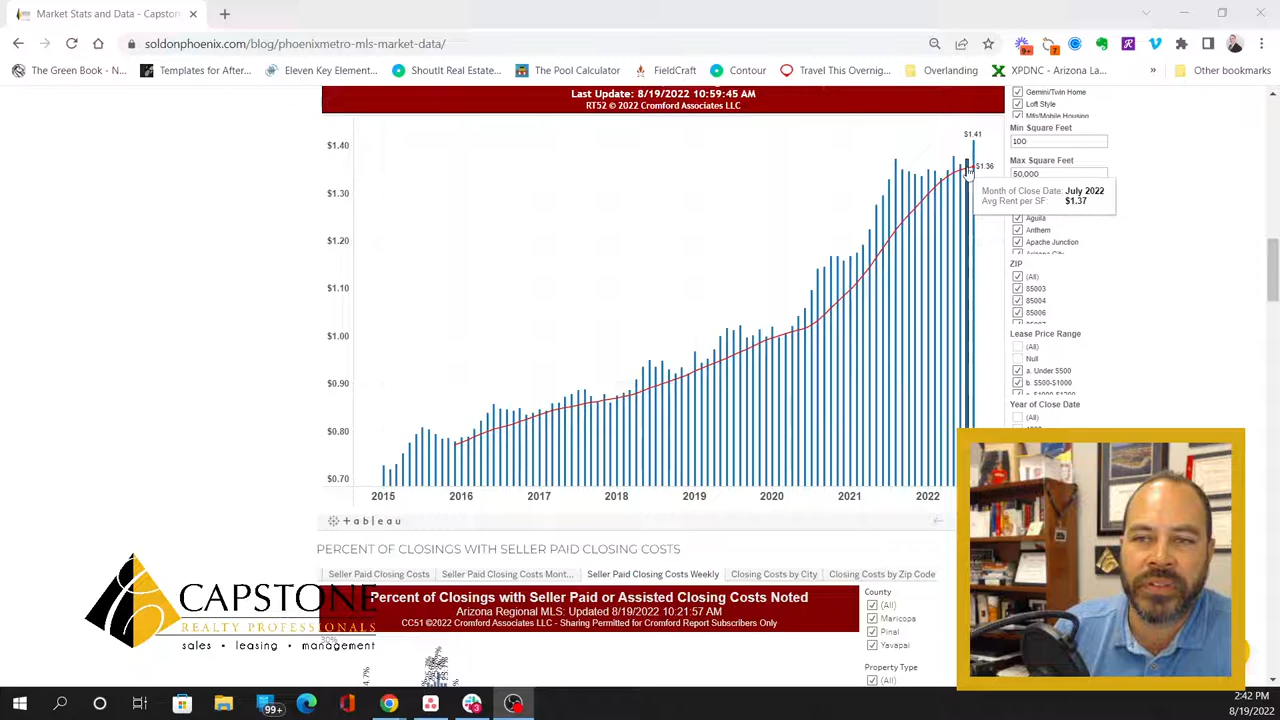 Market Stats and Data - Capston
soldonphoenix.com/blog/phoenixmetro-mls-market-data/
9+
7
The Green Book - N...
Templates for After...
Eleven Key Elemen...
ShoutIt Real Estate...
The Pool Calculator
FieldCraft
Contour
Travel This Overnig...
Overlanding
XPDNC - Arizona La...
»
Other bookmarks
Last Update: 8/19/2022 10:59:45 AM
RT52 © 2022 Cromford Associates LLC
$1.40
$1.30
$1.20
$1.10
$1.00
$0.90
$0.80
$0.70
2015
2016
2017
2018
2019
2020
2021
2022
$1.41
$1.36
Month of Close Date: July 2022
Avg Rent per SF: $1.37
Gemini/Twin Home
Loft Style
Mfg/Mobile Housing
Min Square Feet
100
Max Square Feet
50,000
Aguila
Anthem
Apache Junction
Arizona City
ZIP
(All)
85003
85004
85006
Lease Price Range
(All)
Null
a. Under $500
b. $500-$1000
Year of Close Date
(All)
+ableau
PERCENT OF CLOSINGS WITH SELLER PAID CLOSING COSTS
Seller Paid Closing Costs
Seller Paid Closing Costs Mont...
Seller Paid Closing Costs Weekly
Closing Costs by City
Closing Costs by Zip Code
Percent of Closings with Seller Paid or Assisted Closing Costs Noted
Arizona Regional MLS: Updated 8/19/2022 10:21:57 AM
CC51 ©2022 Cromford Associates LLC - Sharing Permitted for Cromford Report Subscribers Only
30%
County
(All)
Maricopa
Pinal
Yavapai
Property Type
(All)
CAPSTONE
REALTY PROFESSIONALS
sales • leasing • management
99+
2:42 PM
8/19/2022